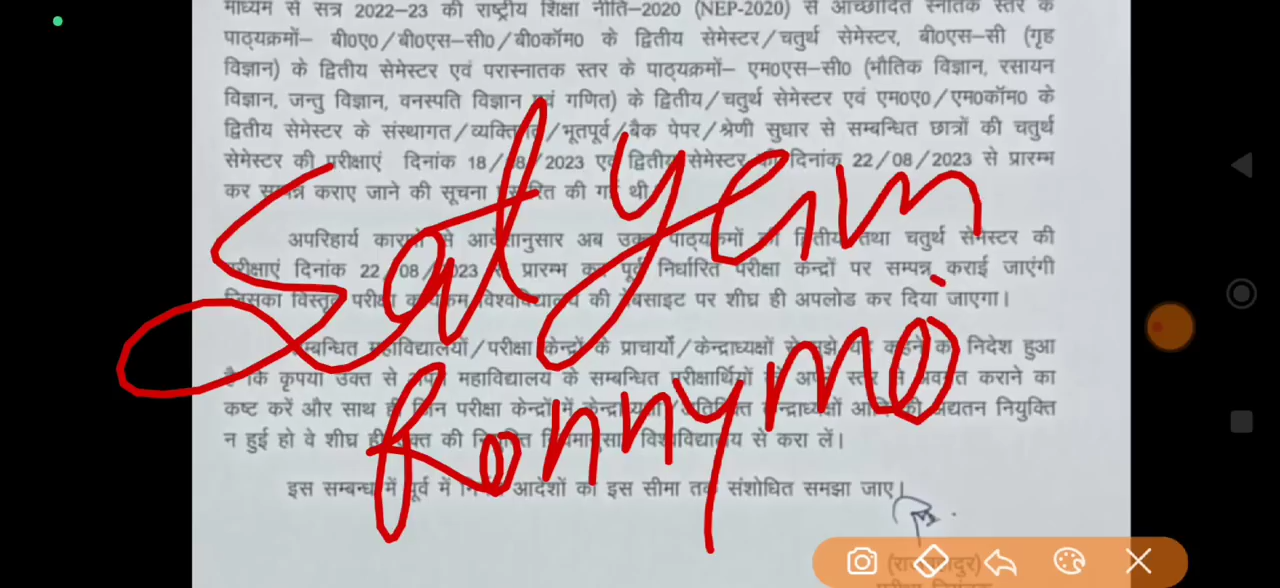 माध्यम से सत्र 2022-23 की राष्ट्रीय शिक्षा नीति-2020 (NEP-2020) से आच्छादित स्नातक स्तर के
पाठ्यक्रमों- बी0ए0/बी0एस-सी0/बी0कॉम0 के द्वितीय सेमेस्टर/चतुर्थ सेमेस्टर, बी0एस-सी (गृह
विज्ञान) के द्वितीय सेमेस्टर एवं परास्नातक स्तर के पाठ्यक्रमों- एम0एस-सी0 (भौतिक विज्ञान, रसायन
विज्ञान, जन्तु विज्ञान, वनस्पति विज्ञान एवं गणित) के द्वितीय/चतुर्थ सेमेस्टर एवं एम0ए0/एम0कॉम0 के
द्वितीय सेमेस्टर के संस्थागत/व्यक्तिगत/भूतपूर्व/बैक पेपर/श्रेणी सुधार से सम्बन्धित छात्रों की चतुर्थ
सेमेस्टर की परीक्षाएं दिनांक 18/08/2023 एवं द्वितीय सेमेस्टर की दिनांक 22/08/2023 से प्रारम्भ
कर सम्पन्न कराए जाने की सूचना प्रसारित की गई थी।
Satyam
अपरिहार्य कारणों से आदेशानुसार अब उक्त पाठ्यक्रमों की द्वितीय तथा चतुर्थ सेमेस्टर की
परीक्षाएं दिनांक 22/08/2023 से प्रारम्भ कर पूर्व निर्धारित परीक्षा केन्द्रों पर सम्पन्न कराई जाएंगी
जिसका विस्तृत परीक्षा कार्यक्रम विश्वविद्यालय की वेबसाइट पर शीघ्र ही अपलोड कर दिया जाएगा।
सम्बन्धित महाविद्यालयों/परीक्षा केन्द्रों के प्राचार्यों/केन्द्राध्यक्षों से मुझे यह कहने का निदेश हुआ
है कि कृपया उक्त से अपने महाविद्यालय के सम्बन्धित परीक्षार्थियों को अपने स्तर से अवगत कराने का
कष्ट करें और साथ ही जिन परीक्षा केन्द्रों में केन्द्राध्यक्षों अतिरिक्त केन्द्राध्यक्षों आदि की अद्यतन नियुक्ति
न हुई हो वे शीघ्र ही उक्त की नियुक्ति नियमानुसार विश्वविद्यालय से करा लें।
इस सम्बन्ध में पूर्व में आदेशों को इस सीमा तक संशोधित समझा जाए।